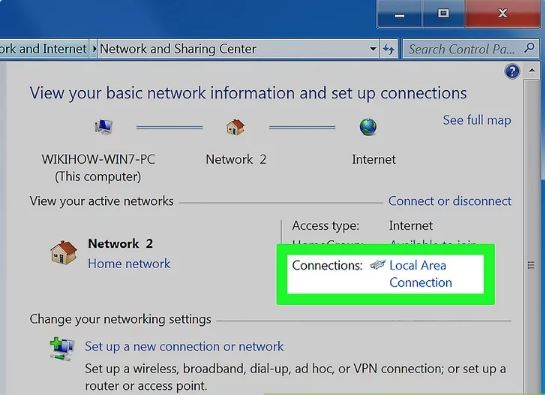 ork and Internet ▸ Network and Sharing Center
Search Control Pa...
View your basic network information and set up connections
See full map
WIKIHOW-WIN7-PC
(This computer)
Network 2
Internet
View your active networks
Connect or disconnect
Network 2
Home network
Access type: Internet
HomeGroup: Available to join
Connections: Local Area
Connection
Change your networking settings
Set up a new connection or network
Set up a wireless, broadband, dial-up, ad hoc, or VPN connection; or set up a
router or access point.